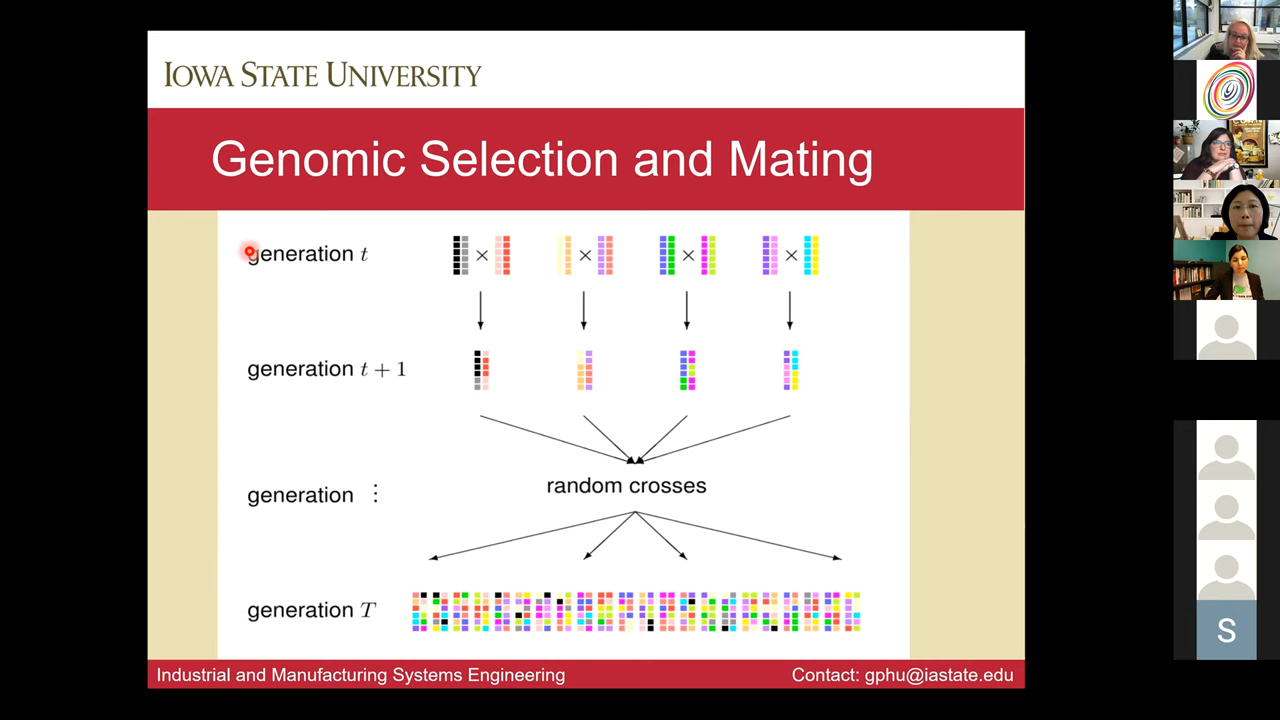 IOWA STATE UNIVERSITY
Genomic Selection and Mating
generation t
× × × ×
generation t + 1
random crosses
generation ⋮
generation T
Industrial and Manufacturing Systems Engineering
Contact: gphu@iastate.edu
S